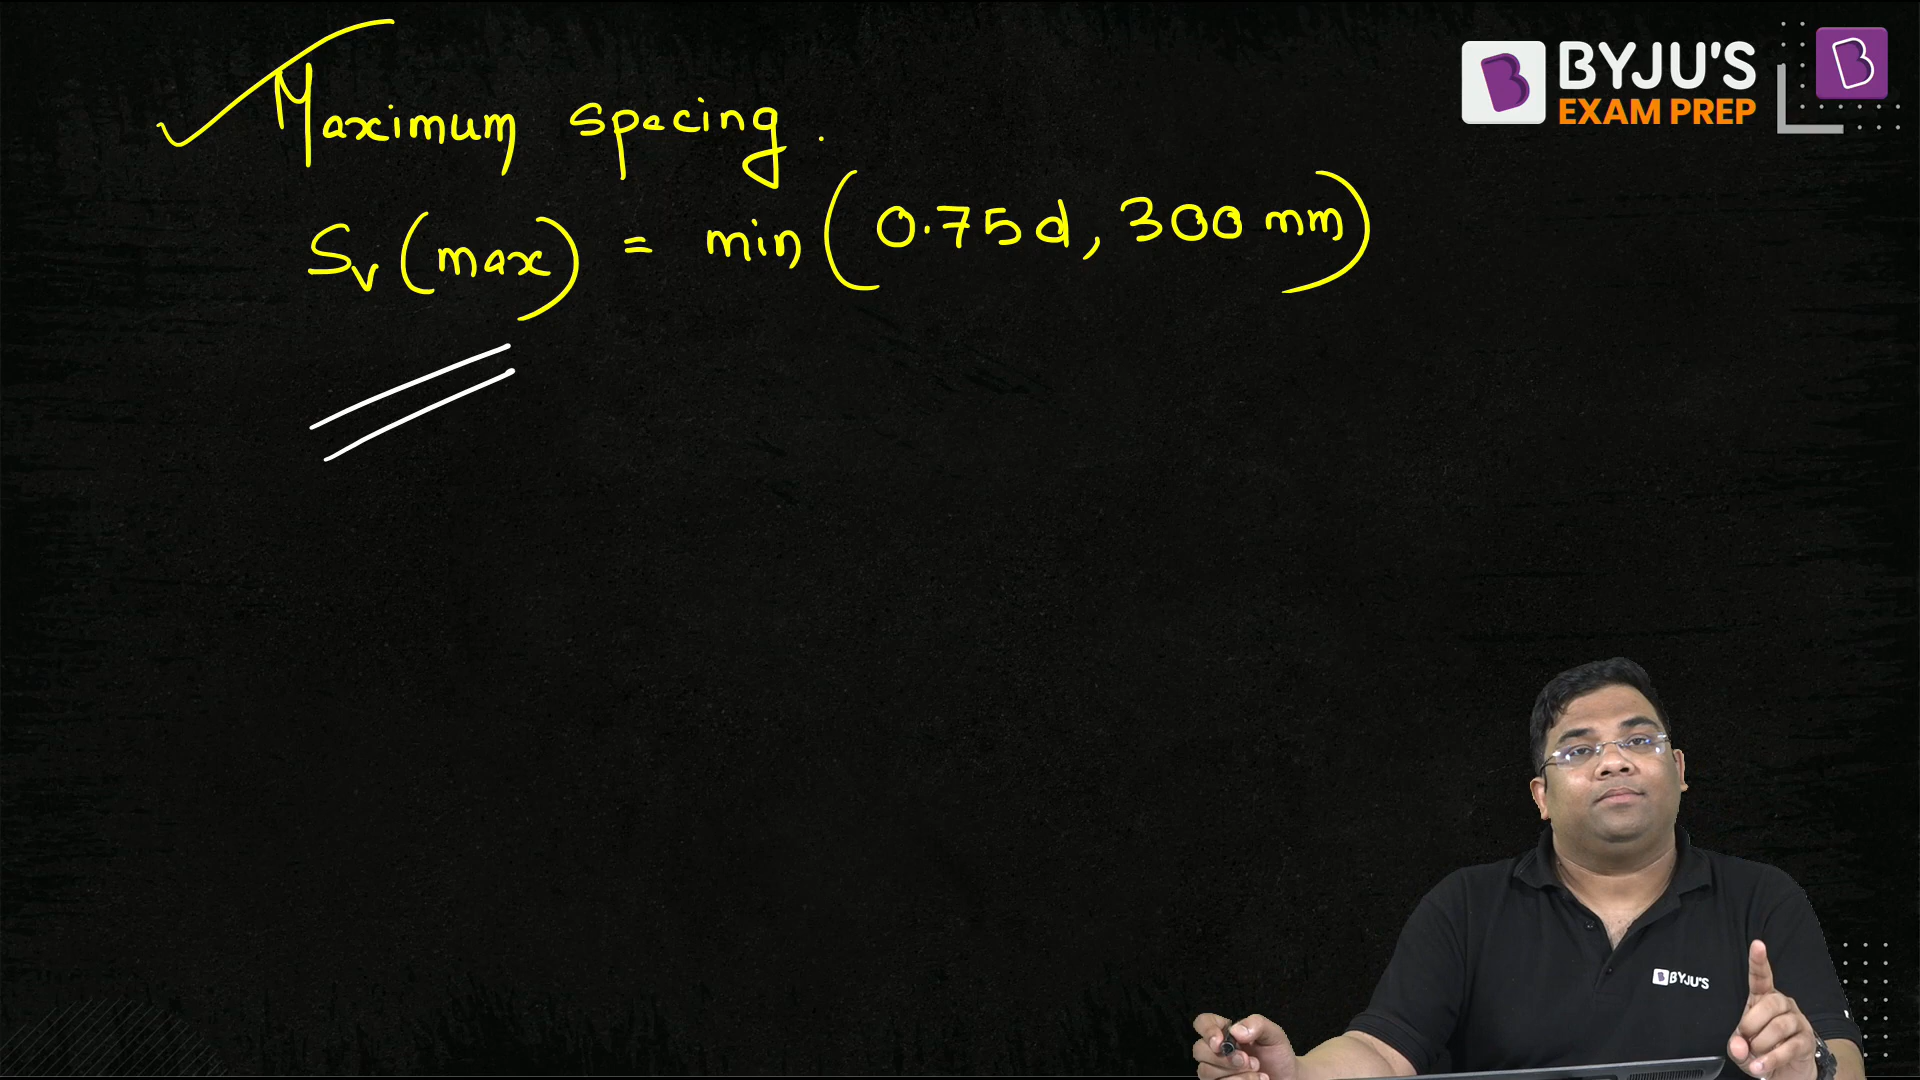 Maximum spacing.
Sv (max) = min (0.75d, 300 mm)
BYJU'S
EXAM PREP
BYJU'S